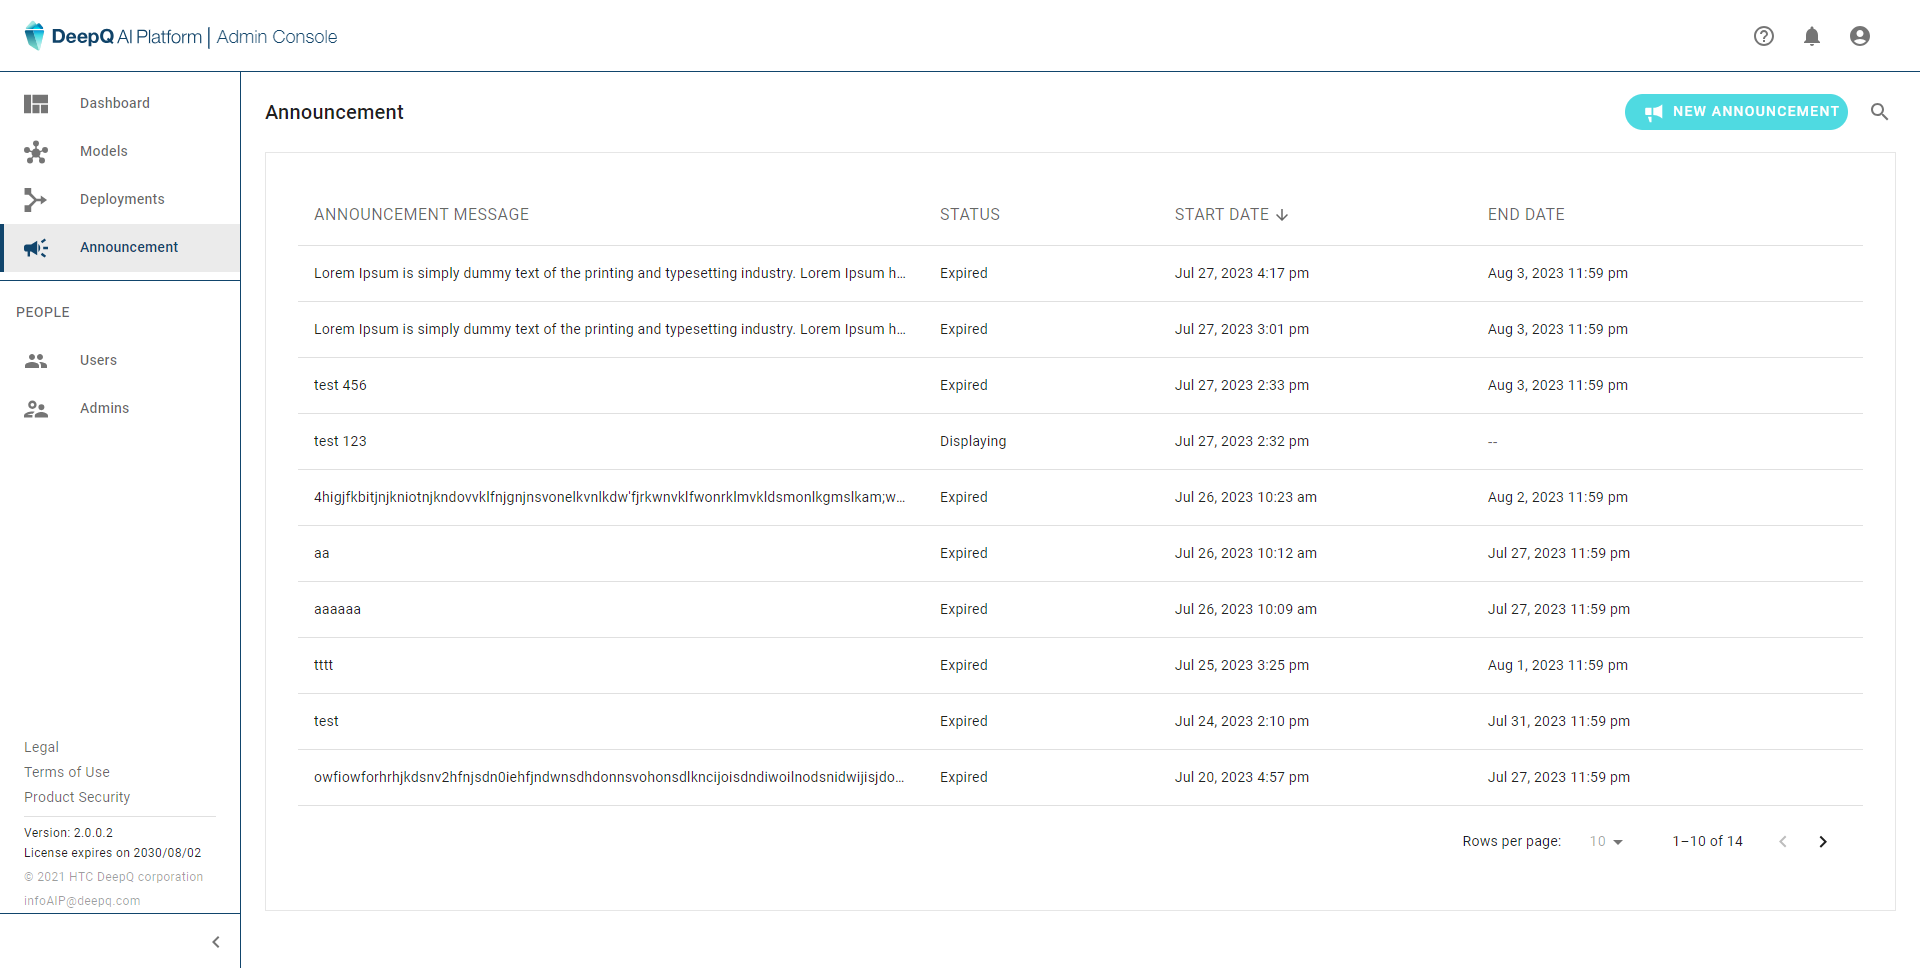 DeepQ AI Platform | Admin Console
Dashboard
Models
Deployments
Announcement
PEOPLE
Users
Admins
Legal
Terms of Use
Product Security
Version: 2.0.0.2
License expires on 2030/08/02
© 2021 HTC DeepQ corporation
infoAIP@deepq.com
Announcement
NEW ANNOUNCEMENT
ANNOUNCEMENT MESSAGE STATUS START DATE END DATE
Lorem Ipsum is simply dummy text of the printing and typesetting industry. Lorem Ipsum h... Expired Jul 27, 2023 4:17 pm Aug 3, 2023 11:59 pm
Lorem Ipsum is simply dummy text of the printing and typesetting industry. Lorem Ipsum h... Expired Jul 27, 2023 3:01 pm Aug 3, 2023 11:59 pm
test 456 Expired Jul 27, 2023 2:33 pm Aug 3, 2023 11:59 pm
test 123 Displaying Jul 27, 2023 2:32 pm --
4higjfkbitjnjkniotnjkndovvklfnjgnjnsvonelkvnlkdw'fjrkwnvklfwonrklmvkldsmonlkgmslkam;w... Expired Jul 26, 2023 10:23 am Aug 2, 2023 11:59 pm
aa Expired Jul 26, 2023 10:12 am Jul 27, 2023 11:59 pm
aaaaaa Expired Jul 26, 2023 10:09 am Jul 27, 2023 11:59 pm
tttt Expired Jul 25, 2023 3:25 pm Aug 1, 2023 11:59 pm
test Expired Jul 24, 2023 2:10 pm Jul 31, 2023 11:59 pm
owfiowforhrhjkdsnv2hfnjsdn0iehfjndwnsdhdonnsvohonsdlkncijoisdndiwoilnodsnidwijisjdo... Expired Jul 20, 2023 4:57 pm Jul 27, 2023 11:59 pm
Rows per page: 10 1–10 of 14